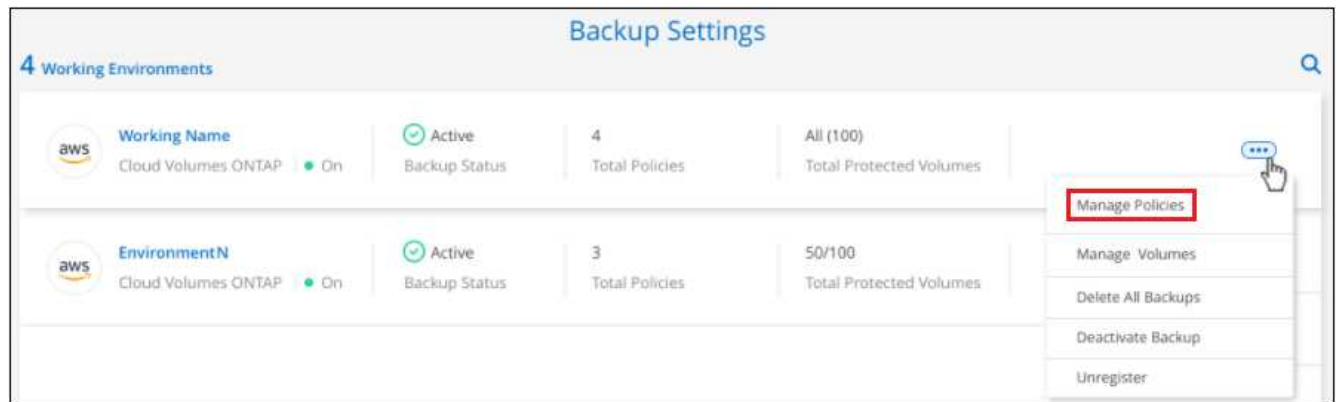 Backup Settings
4 Working Environments
aws
Working Name
Cloud Volumes ONTAP On
Active
Backup Status
4
Total Policies
All (100)
Total Protected Volumes
Manage Policies
Manage Volumes
Delete All Backups
Deactivate Backup
Unregister
aws
EnvironmentN
Cloud Volumes ONTAP On
Active
Backup Status
3
Total Policies
50/100
Total Protected Volumes